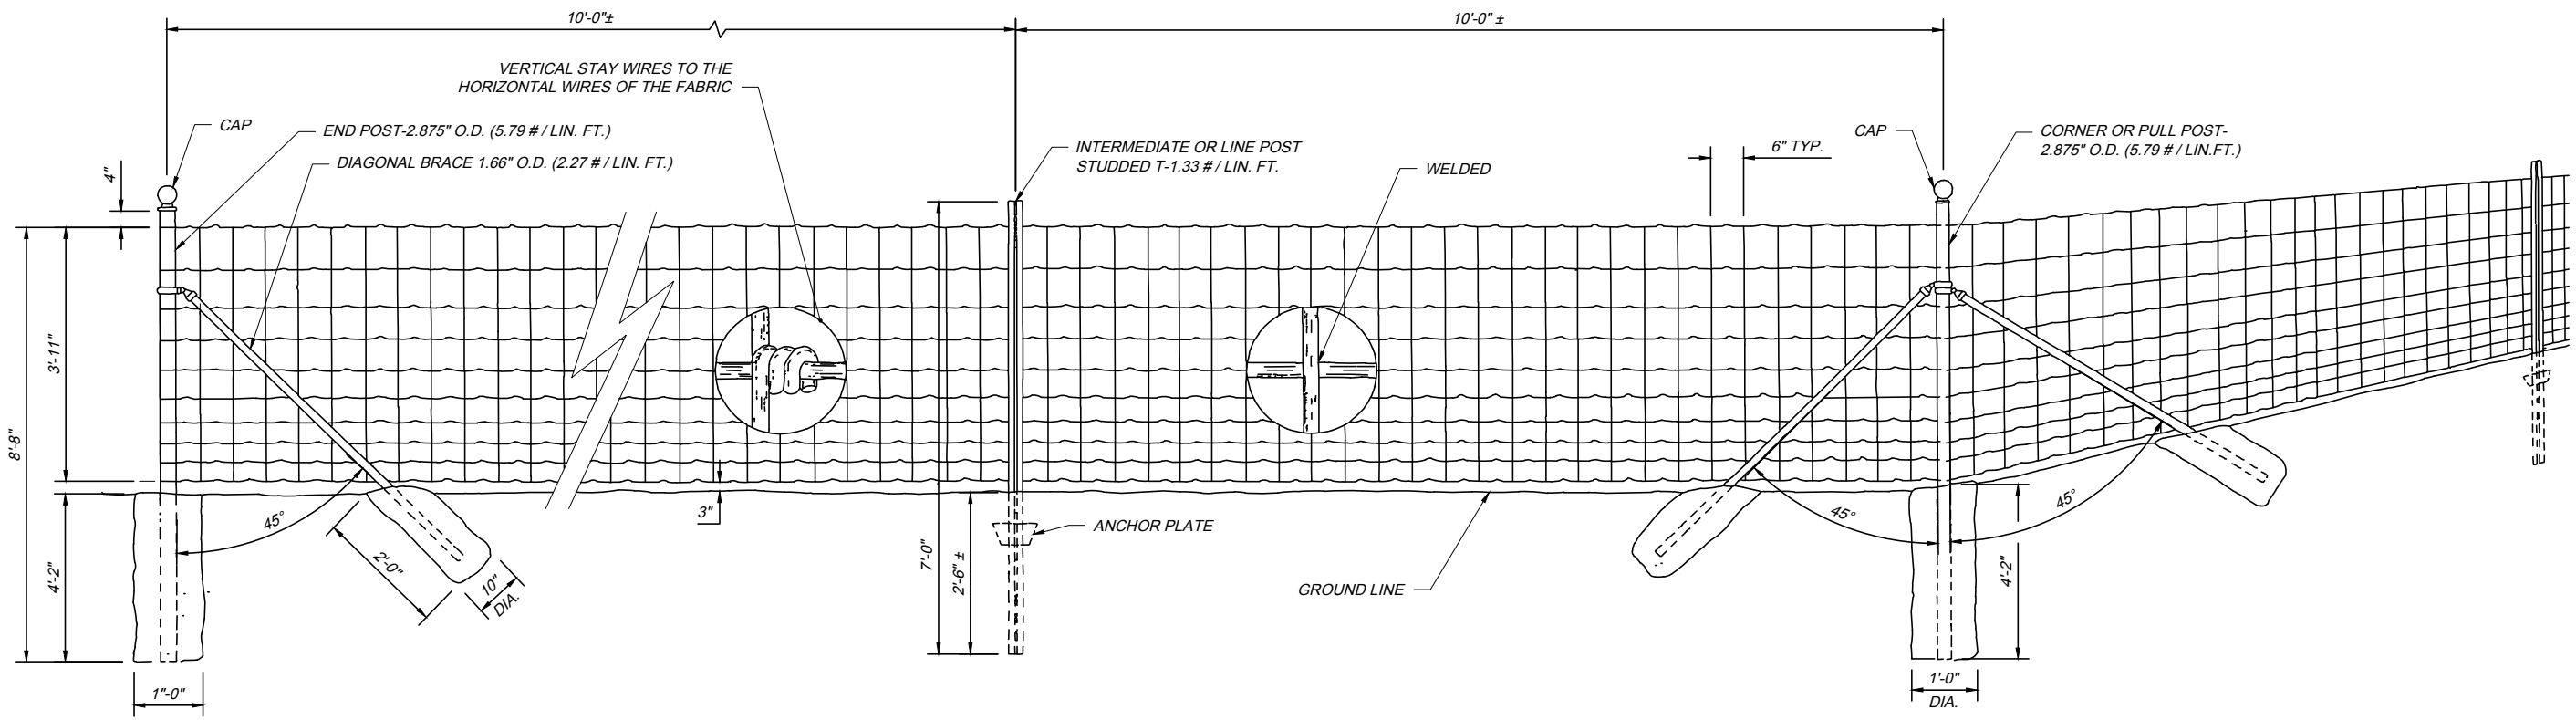 10'-0"±
10'-0" ±
VERTICAL STAY WIRES TO THE
HORIZONTAL WIRES OF THE FABRIC
CAP
END POST-2.875" O.D. (5.79 # / LIN. FT.)
DIAGONAL BRACE 1.66" O.D. (2.27 # / LIN. FT.)
INTERMEDIATE OR LINE POST
STUDDED T-1.33 # / LIN. FT.
WELDED
6" TYP.
CAP
CORNER OR PULL POST-
2.875" O.D. (5.79 # / LIN.FT.)
4"
3'-11"
8'-8"
4'-2"
1"-0"
45°
2'-0"
10"
DIA.
3"
7'-0"
2'-6" ±
ANCHOR PLATE
GROUND LINE
45°
45°
4'-2"
1'-0"
DIA.